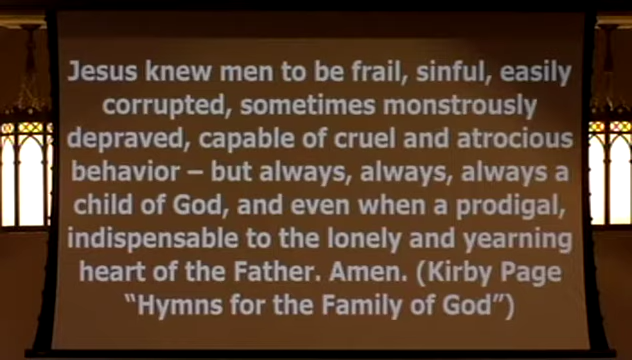 Jesus knew men to be frail, sinful, easily
corrupted, sometimes monstrously
depraved, capable of cruel and atrocious
behavior – but always, always, always a
child of God, and even when a prodigal,
indispensable to the lonely and yearning
heart of the Father. Amen. (Kirby Page
“Hymns for the Family of God”)